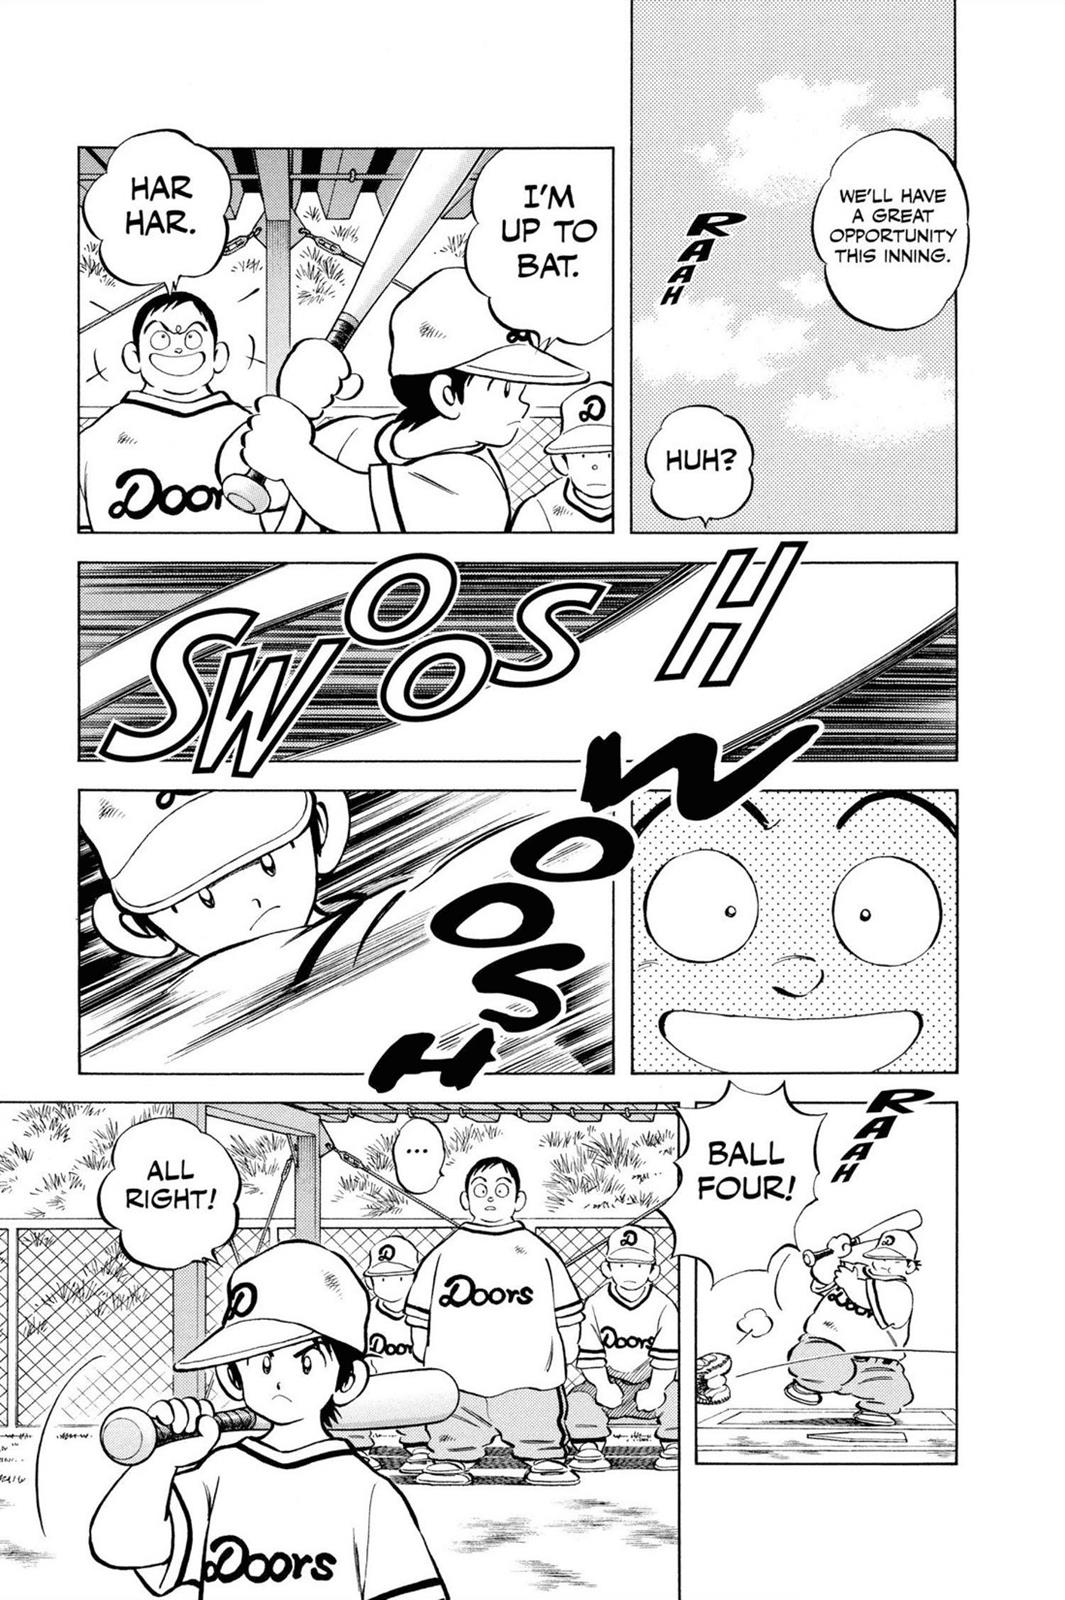 WE'LL HAVE
A GREAT
OPPORTUNITY
THIS INNING.
RAAH
HUH?
I'M
UP TO
BAT.
HAR
HAR.
D
Doors
SWOOSH
WOOSH
RAAH
BALL
FOUR!
Doors
...
ALL
RIGHT!
D
D
D
Doors
Doors
Doors
Doors